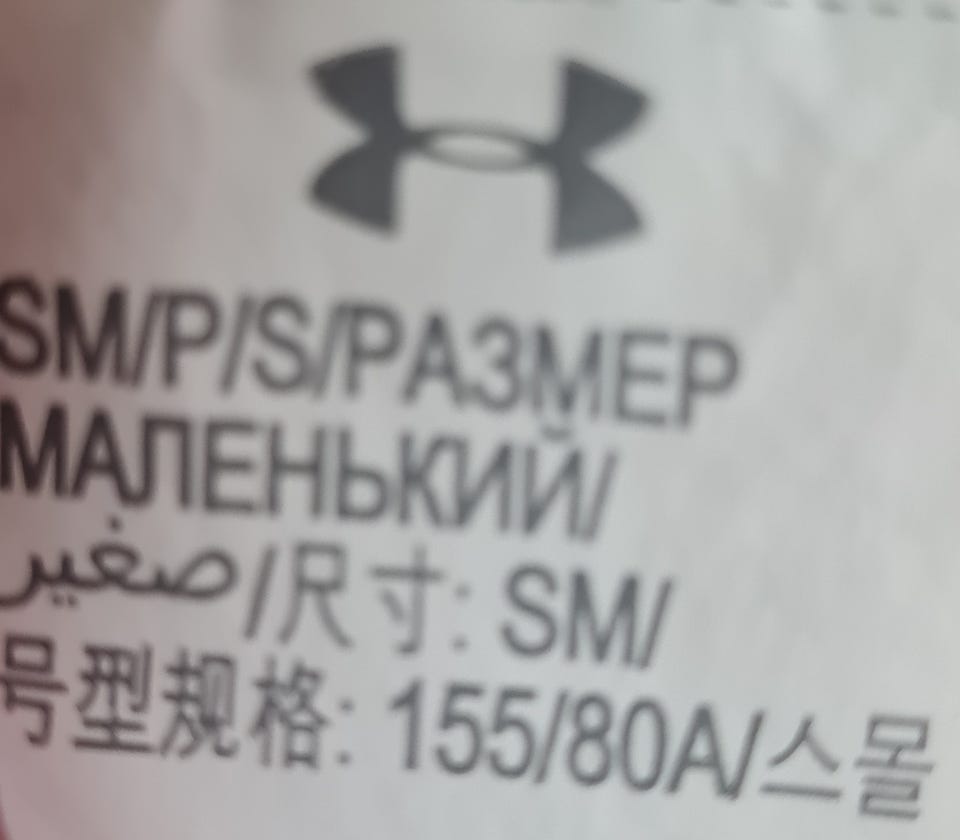 SM/P/S/РАЗМЕР
МАЛЕНЬКИЙ/
صغير/尺寸: SM/
号型规格: 155/80A/스몰